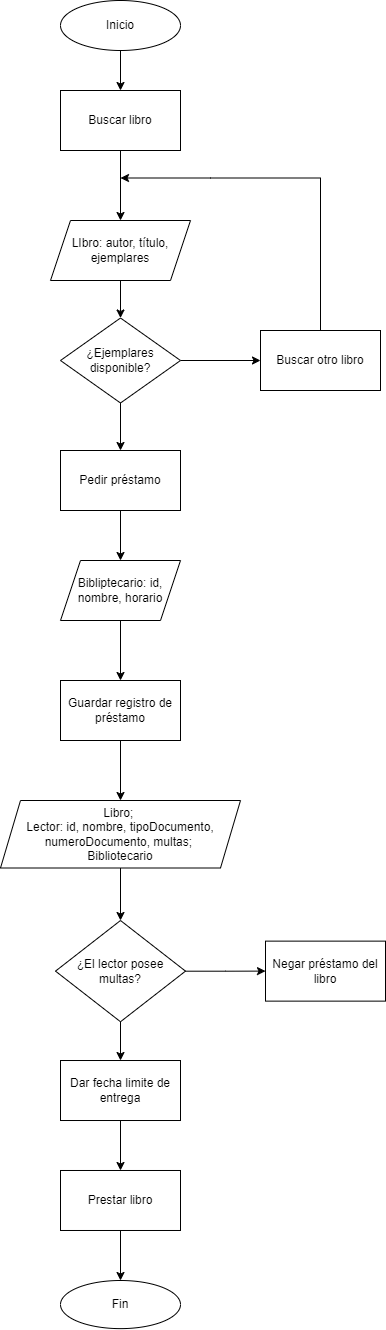 Inicio
Buscar libro
LIbro: autor, título,
ejemplares
¿Ejemplares
disponible?
Buscar otro libro
Pedir préstamo
Bibliptecario: id,
nombre, horario
Guardar registro de
préstamo
Libro;
Lector: id, nombre, tipoDocumento,
numeroDocumento, multas;
Bibliotecario
¿El lector posee
multas?
Negar préstamo del
libro
Dar fecha limite de
entrega
Prestar libro
Fin